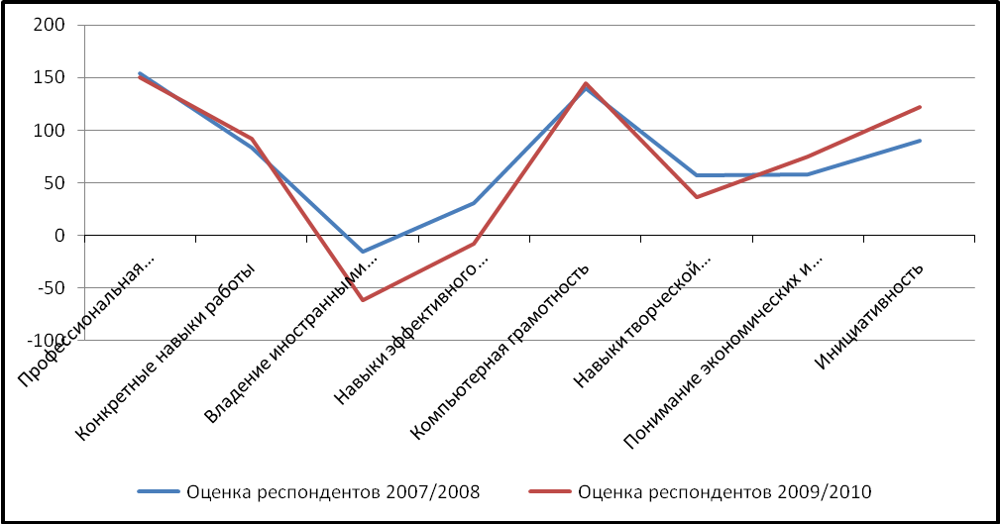 200
150
100
50
0
-50
-100
Профессиональная...
Конкретные навыки работы
Владение иностранными...
Навыки эффективного...
Компьютерная грамотность
Навыки творческой...
Понимание экономических и...
Инициативность
Оценка респондентов 2007/2008
Оценка респондентов 2009/2010